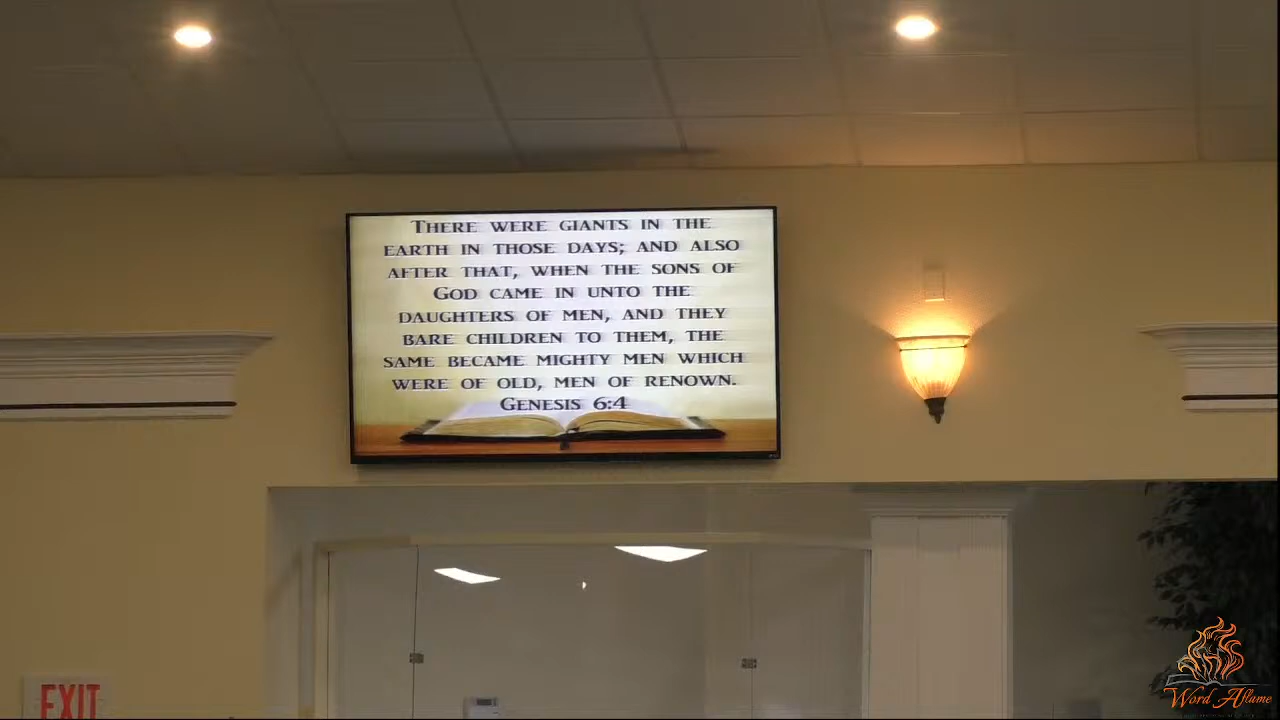 THERE WERE GIANTS IN THE
EARTH IN THOSE DAYS; AND ALSO
AFTER THAT, WHEN THE SONS OF
GOD CAME IN UNTO THE
DAUGHTERS OF MEN, AND THEY
BARE CHILDREN TO THEM, THE
SAME BECAME MIGHTY MEN WHICH
WERE OF OLD, MEN OF RENOWN.
GENESIS 6:4
EXIT
Word Aflame